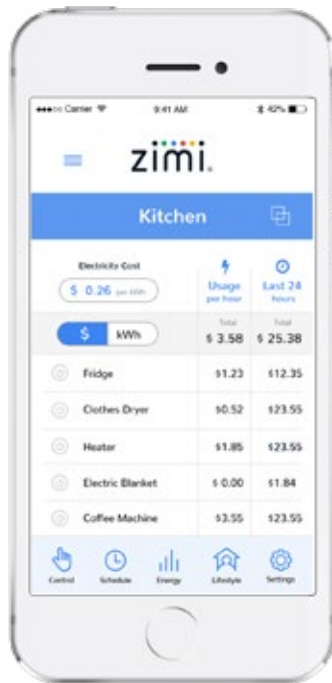 Carrier 9:41 AM 42%
zimi.
Kitchen
Electricity Cost
$ 0.26 per kWh
Usage
per hour
Last 24
hours
$ kWh
Total
$ 3.58
Total
$ 25.38
Fridge $1.23 $12.35
Clothes Dryer $0.52 $23.55
Heater $1.85 $23.55
Electric Blanket $ 0.00 $1.84
Coffee Machine $3.55 $23.55
Control Schedule Energy Lifestyle Settings